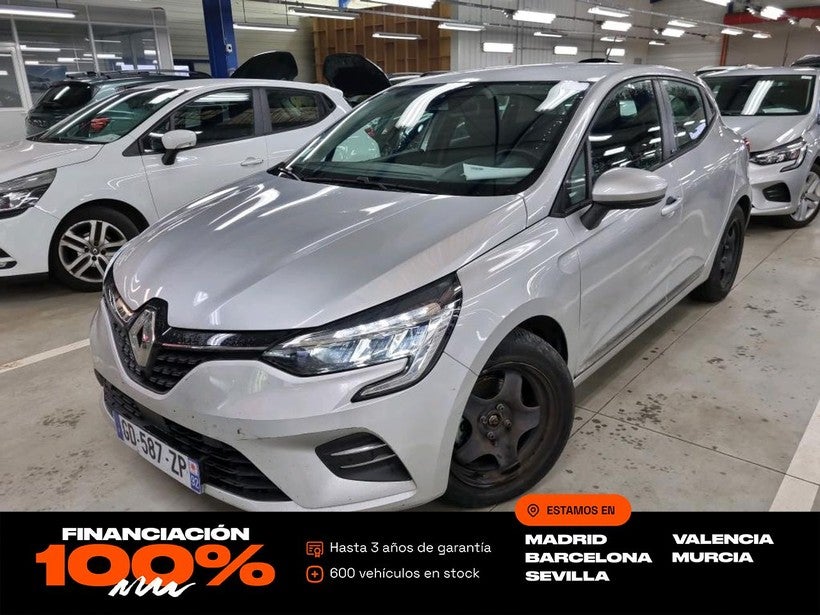 GD-587-ZP
92
FINANCIACIÓN
100%
Hasta 3 años de garantía
600 vehículos en stock
ESTAMOS EN
MADRID
BARCELONA
SEVILLA
VALENCIA
MURCIA